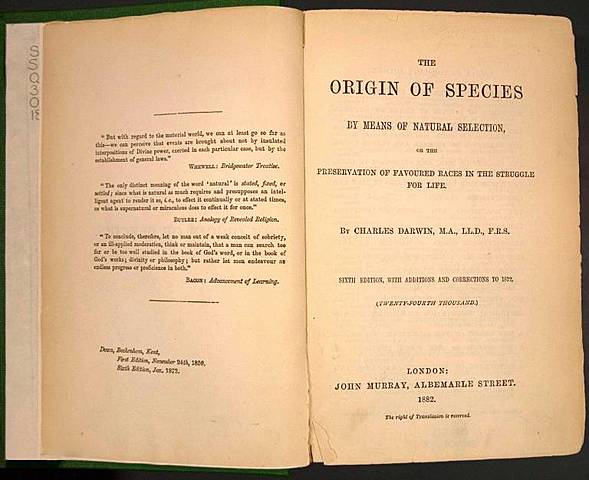 S
S
Q
3
0
18
" But with regard to the material world, we can at least go so far as
this—we can perceive that events are brought about not by insulated
interpositions of Divine power, exerted in each particular case, but by the
establishment of general laws."
WHEWELL: Bridgewater Treatise.
" The only distinct meaning of the word 'natural' is stated, fixed, or
settled; since what is natural as much requires and presupposes an intel-
ligent agent to render it so, i.e., to effect it continually or at stated times,
as what is supernatural or miraculous does to effect it for once."
BUTLER: Analogy of Revealed Religion.
" To conclude, therefore, let no man out of a weak conceit of sobriety,
or an ill-applied moderation, think or maintain, that a man can search too
far or be too well studied in the book of God's word, or in the book of
God's works; divinity or philosophy; but rather let men endeavour an
endless progress or proficience in both."
BACON: Advancement of Learning.
Down, Beckenham, Kent,
First Edition, November 24th, 1859.
Sixth Edition, Jan. 1872.
THE
ORIGIN OF SPECIES
BY MEANS OF NATURAL SELECTION,
OR THE
PRESERVATION OF FAVOURED RACES IN THE STRUGGLE
FOR LIFE.
BY CHARLES DARWIN, M.A., LL.D., F.R.S.
SIXTH EDITION, WITH ADDITIONS AND CORRECTIONS TO 1872.
(TWENTY-FOURTH THOUSAND.)
LONDON:
JOHN MURRAY, ALBEMARLE STREET.
1882.
The right of Translation is reserved.